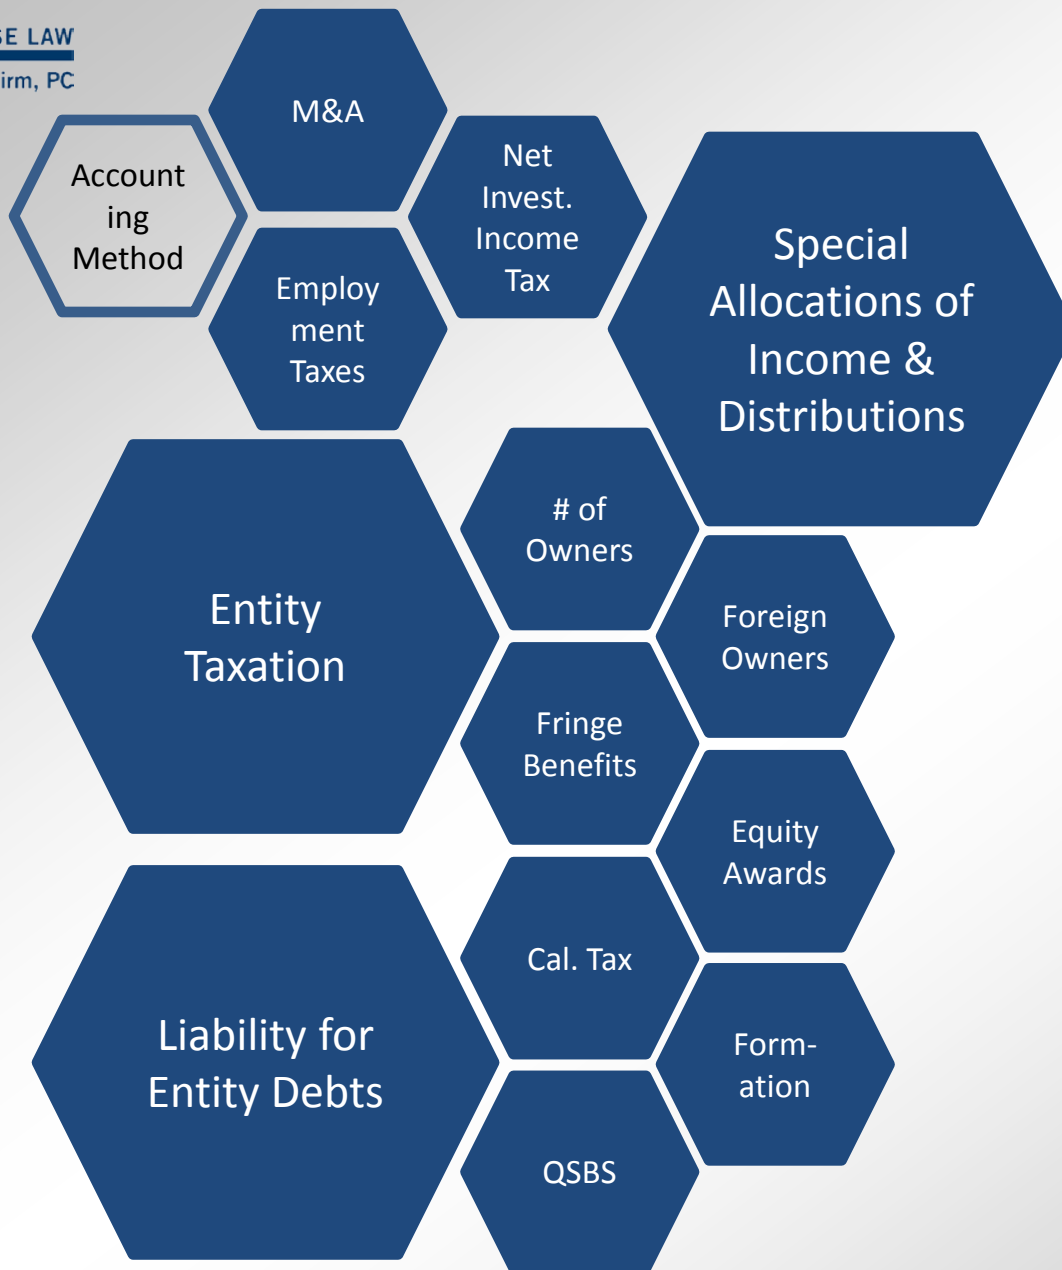 SE LAW
irm, PC
M&A
Account
ing
Method
Net
Invest.
Income
Tax
Employ
ment
Taxes
Special
Allocations of
Income &
Distributions
Entity
Taxation
# of
Owners
Foreign
Owners
Fringe
Benefits
Equity
Awards
Cal. Tax
Liability for
Entity Debts
Form-
ation
QSBS